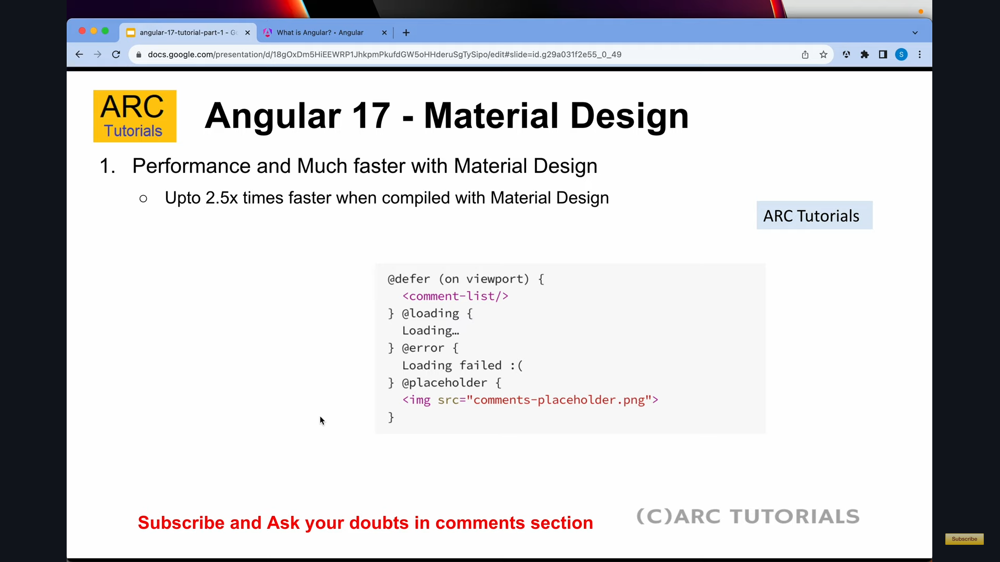 angular-17-tutorial-part-1 - Go
What is Angular? • Angular
docs.google.com/presentation/d/18gOxDm5HiEEWRP1JhkpmPkufdGW5oHHderuSgTySipo/edit#slide=id.g29a031f2e55_0_49
S
ARC
Tutorials
Angular 17 - Material Design
1. Performance and Much faster with Material Design
○ Upto 2.5x times faster when compiled with Material Design
ARC Tutorials
@defer (on viewport) {
<comment-list/>
} @loading {
Loading…
} @error {
Loading failed :(
} @placeholder {
<img src="comments-placeholder.png">
}
Subscribe and Ask your doubts in comments section
(C)ARC TUTORIALS
Subscribe